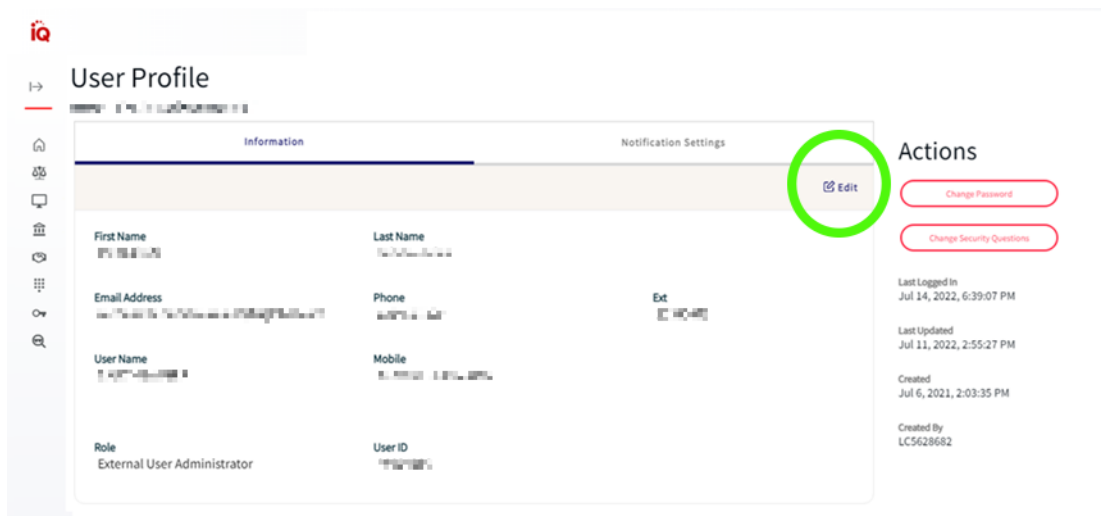 iQ
User Profile
Information
Notification Settings
Edit
First Name
Last Name
Email Address
Phone
Ext
User Name
Mobile
Role
External User Administrator
User ID
Actions
Change Password
Change Security Questions
Last Logged In
Jul 14, 2022, 6:39:07 PM
Last Updated
Jul 11, 2022, 2:55:27 PM
Created
Jul 6, 2021, 2:03:35 PM
Created By
LC5628682